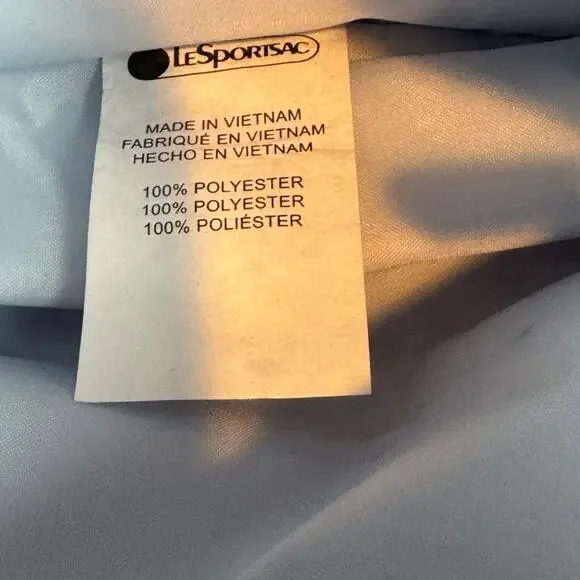 LESPORTSAC
MADE IN VIETNAM
FABRIQUÉ EN VIETNAM
HECHO EN VIETNAM
100% POLYESTER
100% POLYESTER
100% POLIÉSTER